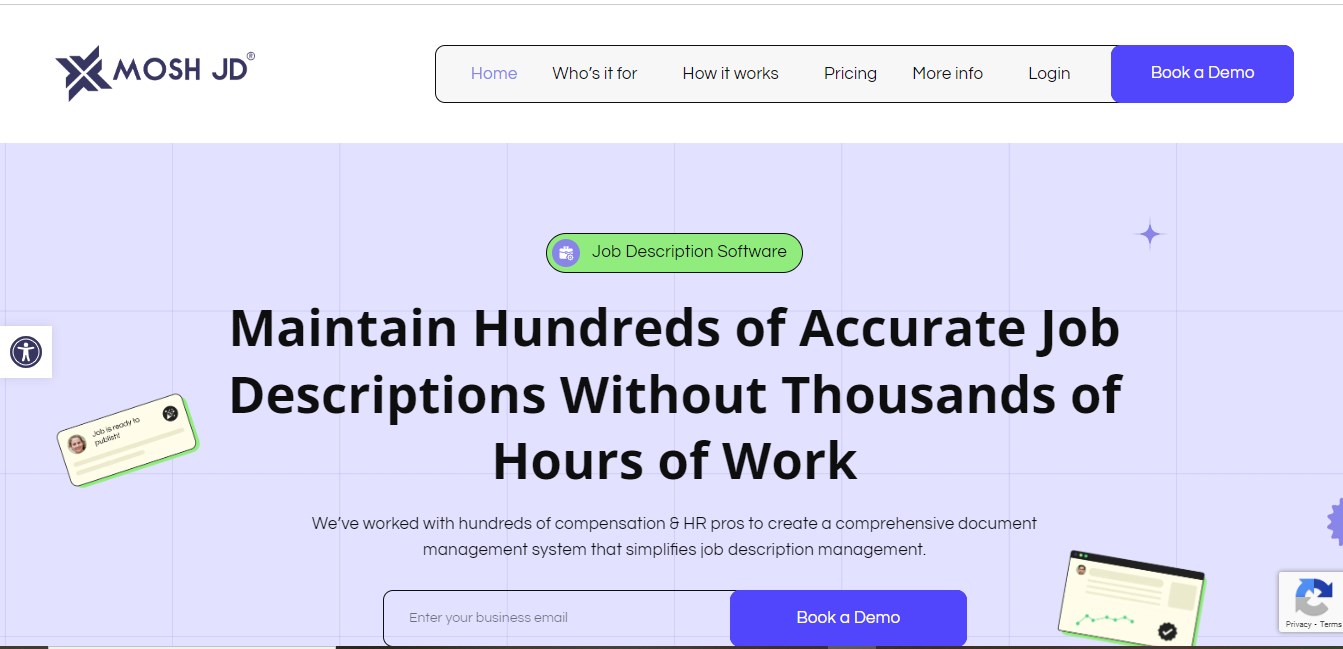 MOSH JD®
Home Who’s it for How it works Pricing More info Login Book a Demo
Job Description Software
Maintain Hundreds of Accurate Job
Descriptions Without Thousands of
Hours of Work
Job is ready to
publish!
We’ve worked with hundreds of compensation & HR pros to create a comprehensive document
management system that simplifies job description management.
Enter your business email Book a Demo
Privacy - Terms